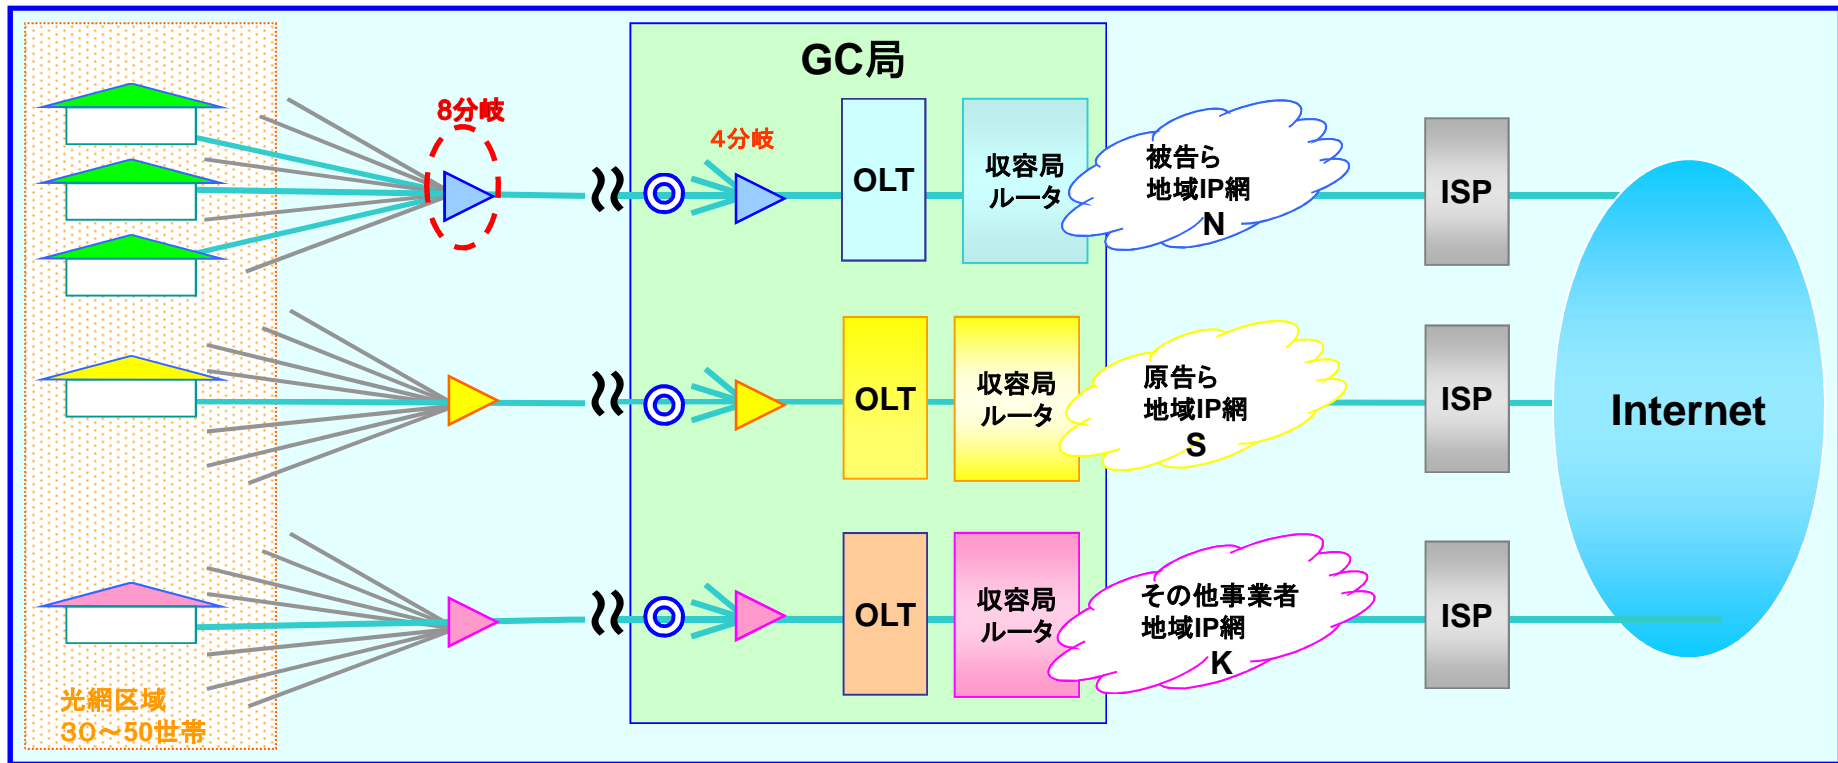 GC局
8分岐
4分岐
OLT
収容局
ルータ
被告ら
地域IP網
N
ISP
OLT
収容局
ルータ
原告ら
地域IP網
S
ISP
Internet
OLT
収容局
ルータ
その他事業者
地域IP網
K
ISP
光網区域
30～50世帯